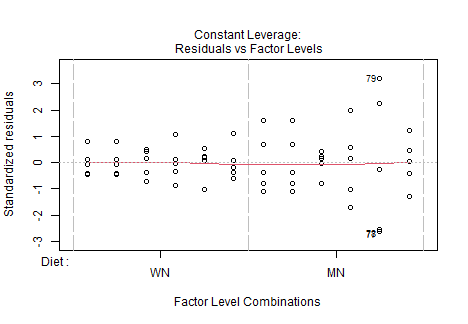 Constant Leverage:
Residuals vs Factor Levels
Standardized residuals
3
2
1
0
-1
-2
-3
79
Diet :
WN
MN
Factor Level Combinations